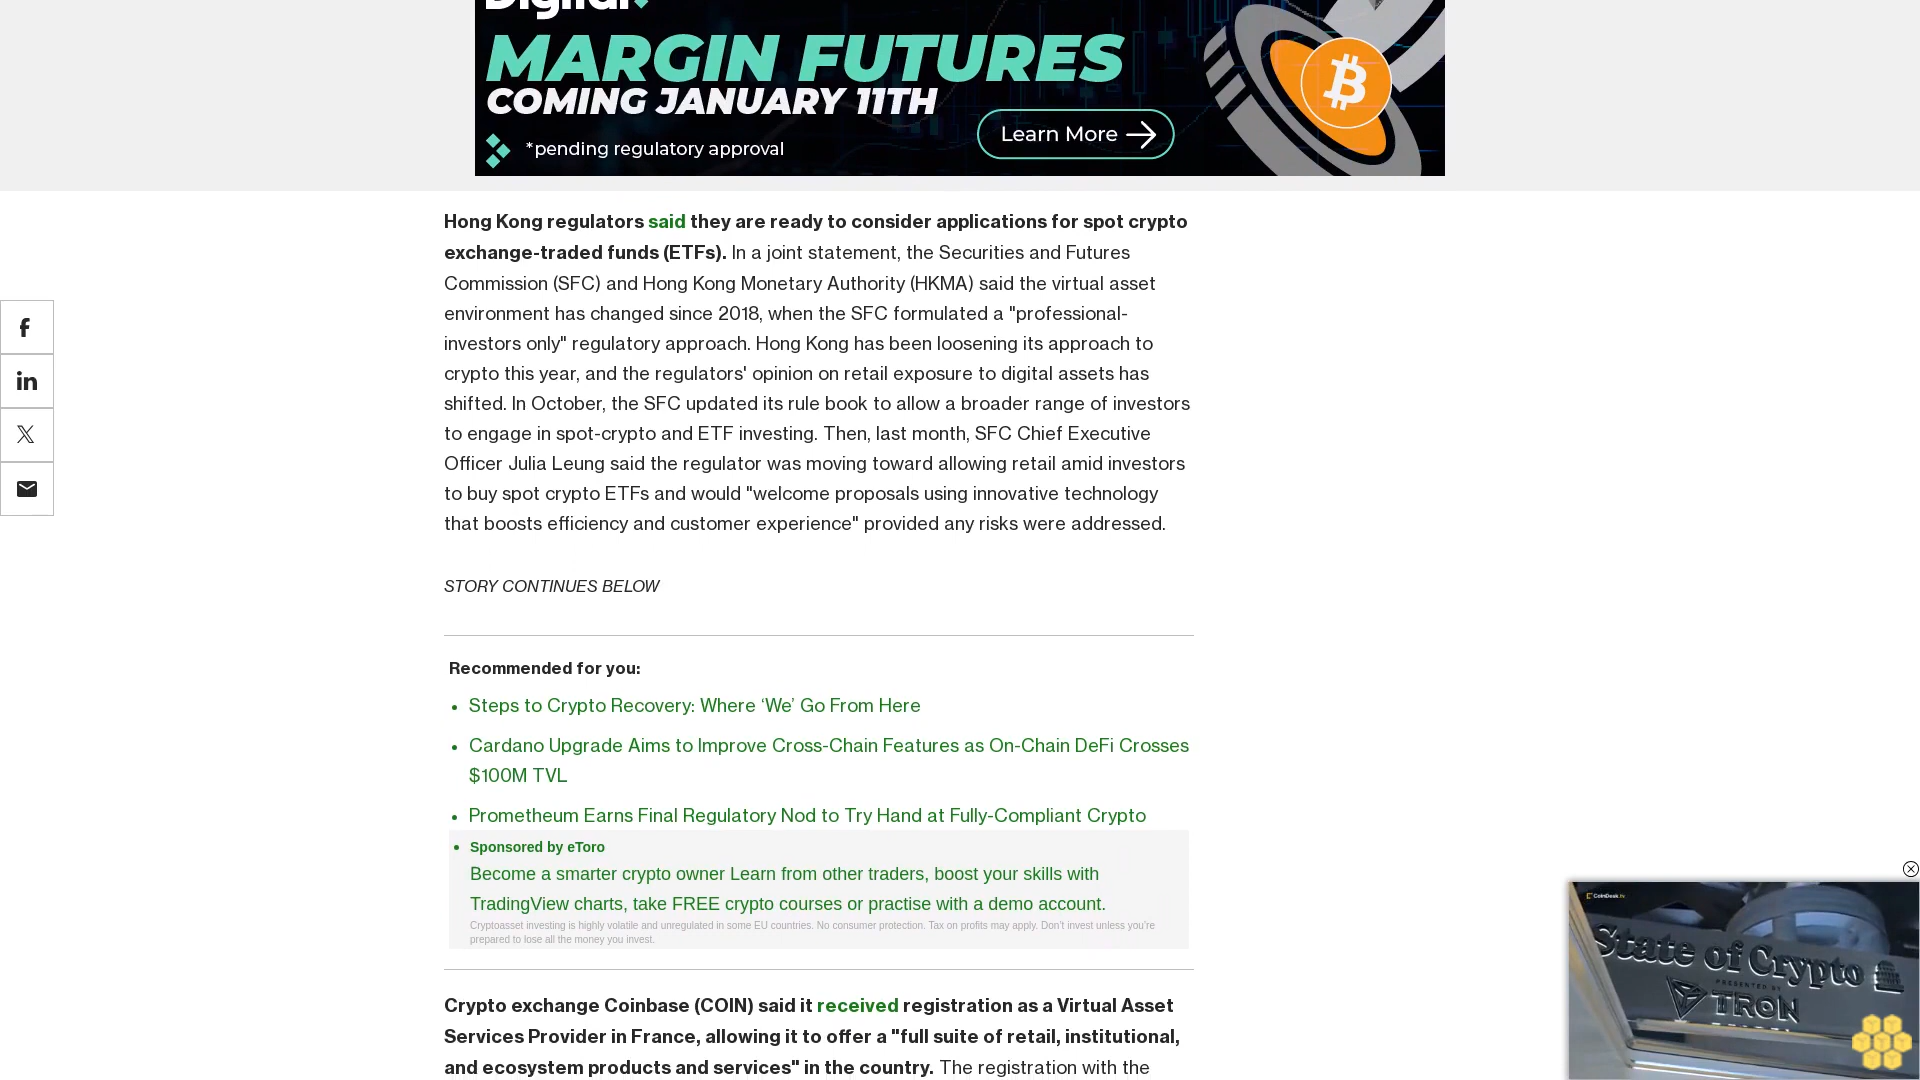 Digital
MARGIN FUTURES
COMING JANUARY 11TH
Learn More
*pending regulatory approval
Hong Kong regulators said they are ready to consider applications for spot crypto
exchange-traded funds (ETFs). In a joint statement, the Securities and Futures
Commission (SFC) and Hong Kong Monetary Authority (HKMA) said the virtual asset
environment has changed since 2018, when the SFC formulated a "professional-
investors only" regulatory approach. Hong Kong has been loosening its approach to
crypto this year, and the regulators' opinion on retail exposure to digital assets has
shifted. In October, the SFC updated its rule book to allow a broader range of investors
to engage in spot-crypto and ETF investing. Then, last month, SFC Chief Executive
Officer Julia Leung said the regulator was moving toward allowing retail amid investors
to buy spot crypto ETFs and would "welcome proposals using innovative technology
that boosts efficiency and customer experience" provided any risks were addressed.
STORY CONTINUES BELOW
Recommended for you:
Steps to Crypto Recovery: Where ‘We’ Go From Here
Cardano Upgrade Aims to Improve Cross-Chain Features as On-Chain DeFi Crosses
$100M TVL
Prometheum Earns Final Regulatory Nod to Try Hand at Fully-Compliant Crypto
Sponsored by eToro
Become a smarter crypto owner Learn from other traders, boost your skills with
TradingView charts, take FREE crypto courses or practise with a demo account.
Cryptoasset investing is highly volatile and unregulated in some EU countries. No consumer protection. Tax on profits may apply. Don’t invest unless you’re
prepared to lose all the money you invest.
Crypto exchange Coinbase (COIN) said it received registration as a Virtual Asset
Services Provider in France, allowing it to offer a "full suite of retail, institutional,
and ecosystem products and services" in the country. The registration with the
CoinDesk tv
State of Crypto
PRESENTED BY
TRON